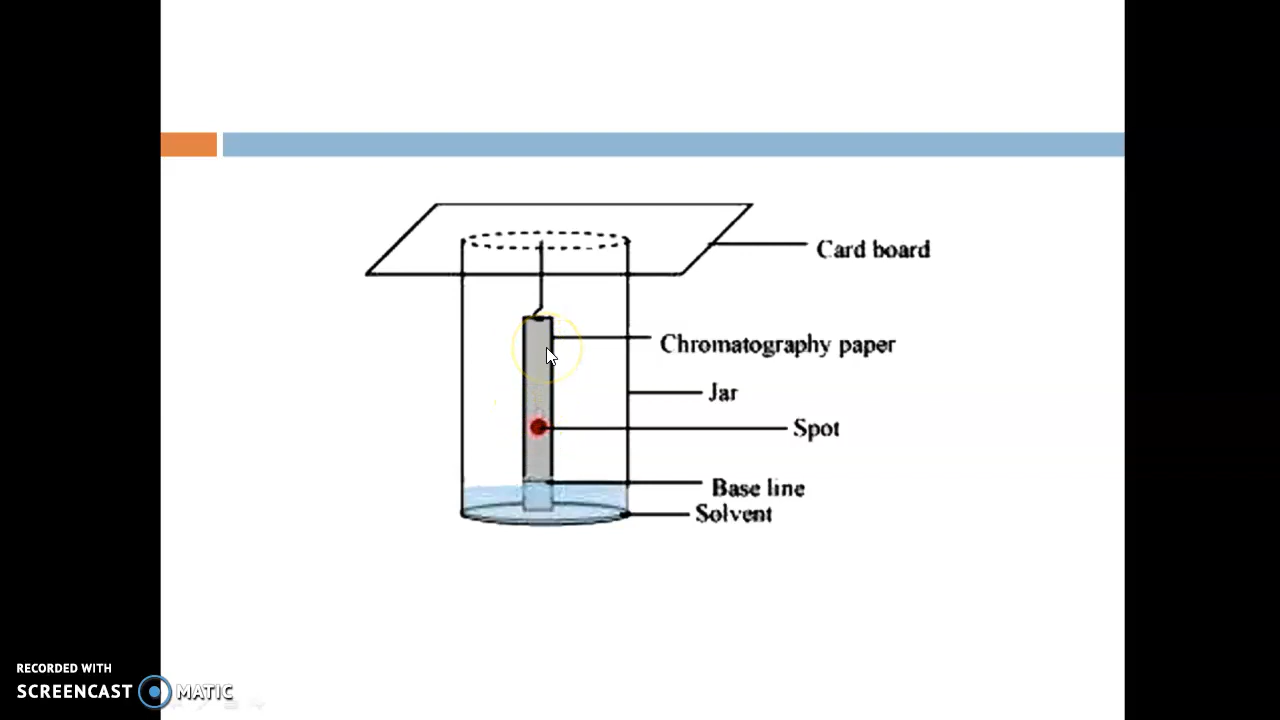 Card board
Chromatography paper
Jar
Spot
Base line
Solvent
RECORDED WITH
SCREENCAST MATIC